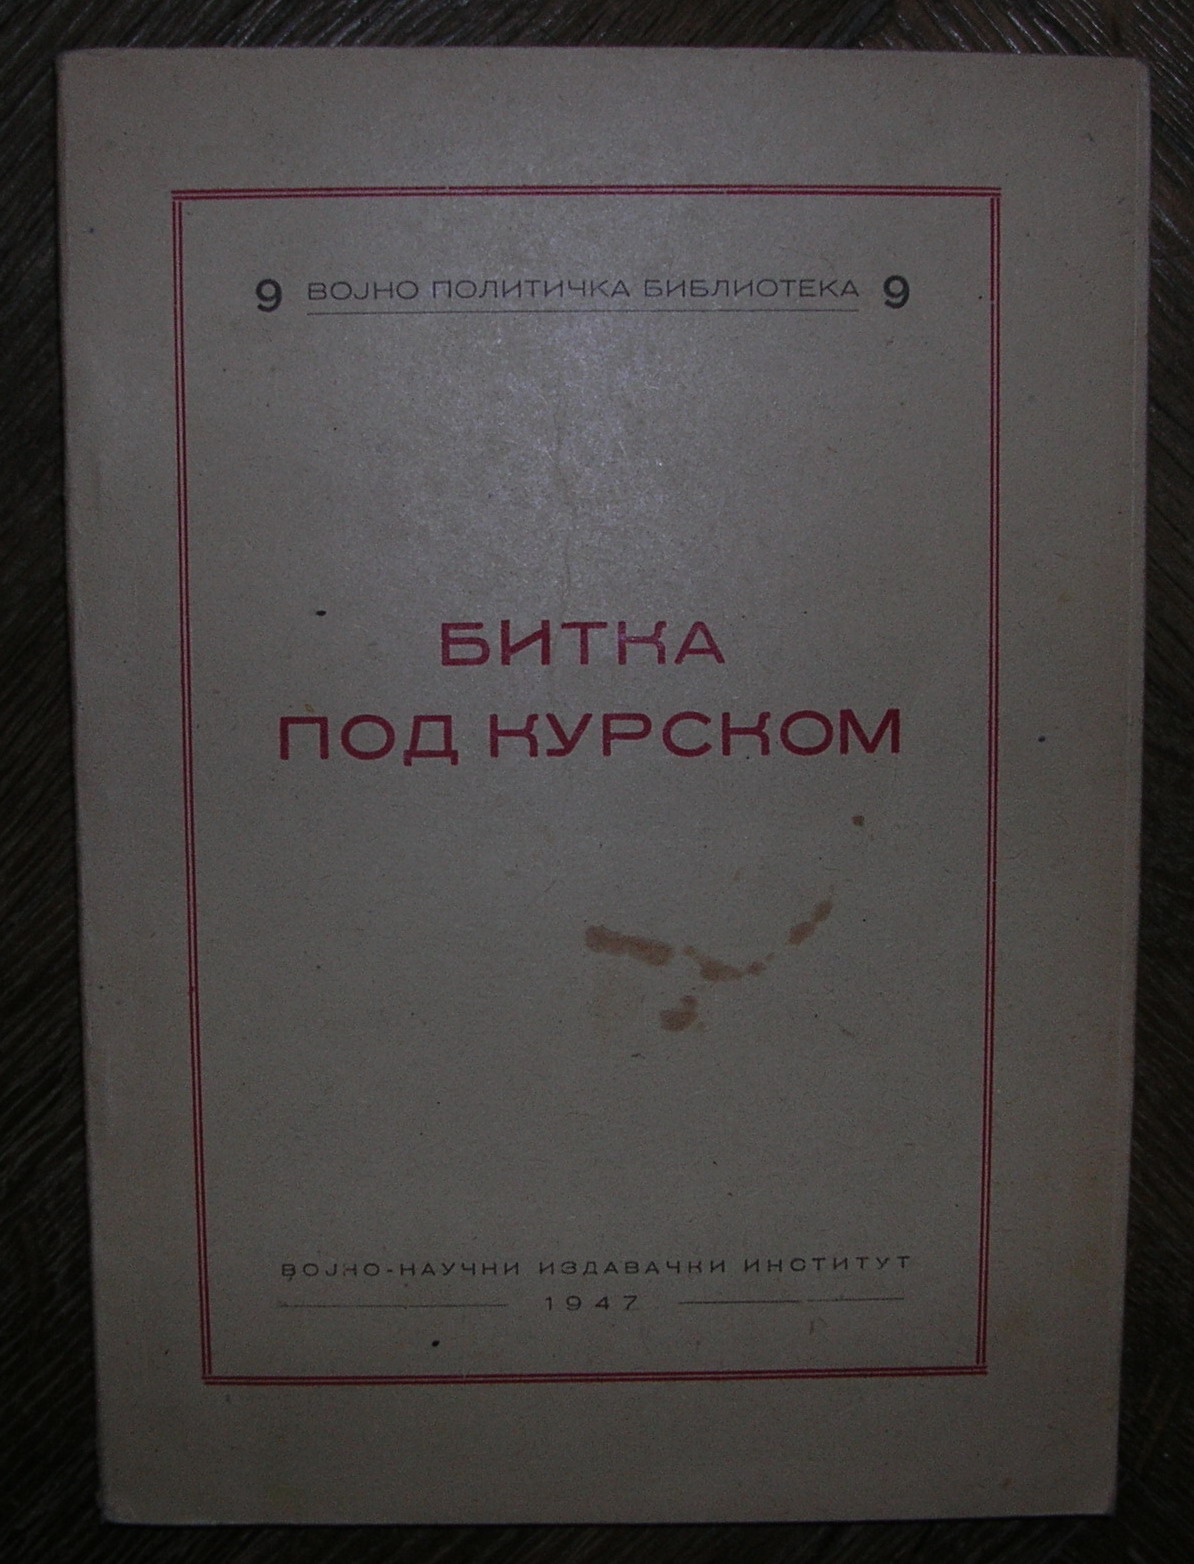 9 ВОЈНО ПОЛИТИЧКА БИБЛИОТЕКА 9
БИТКА
ПОД КУРСКОМ
ВОЈНО-НАУЧНИ ИЗДАВАЧКИ ИНСТИТУТ
1947